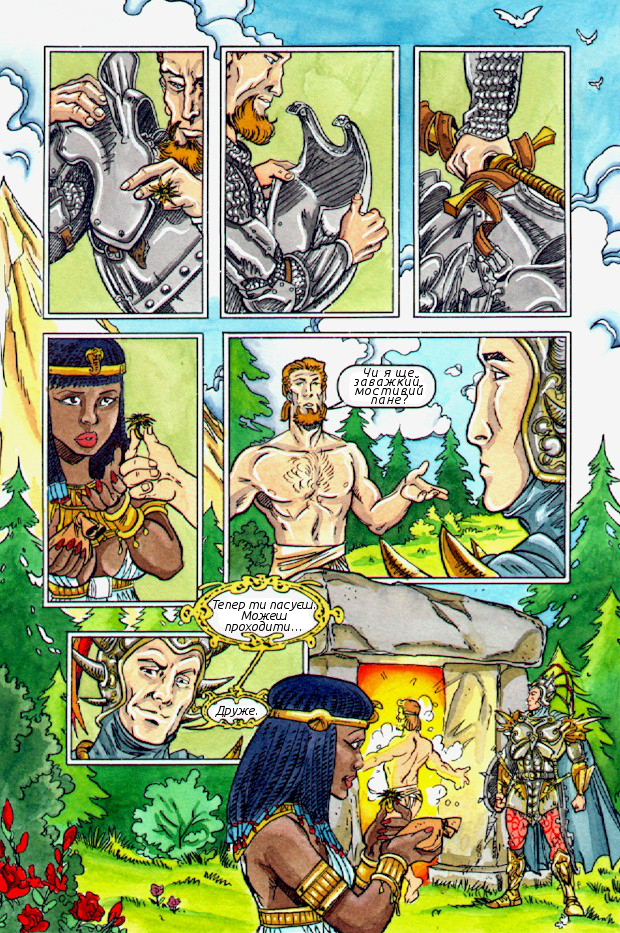 Чи я ще
заважкий,
мостивий
пане?
Тепер ти пасуєш.
Можеш
проходити...
Друже.